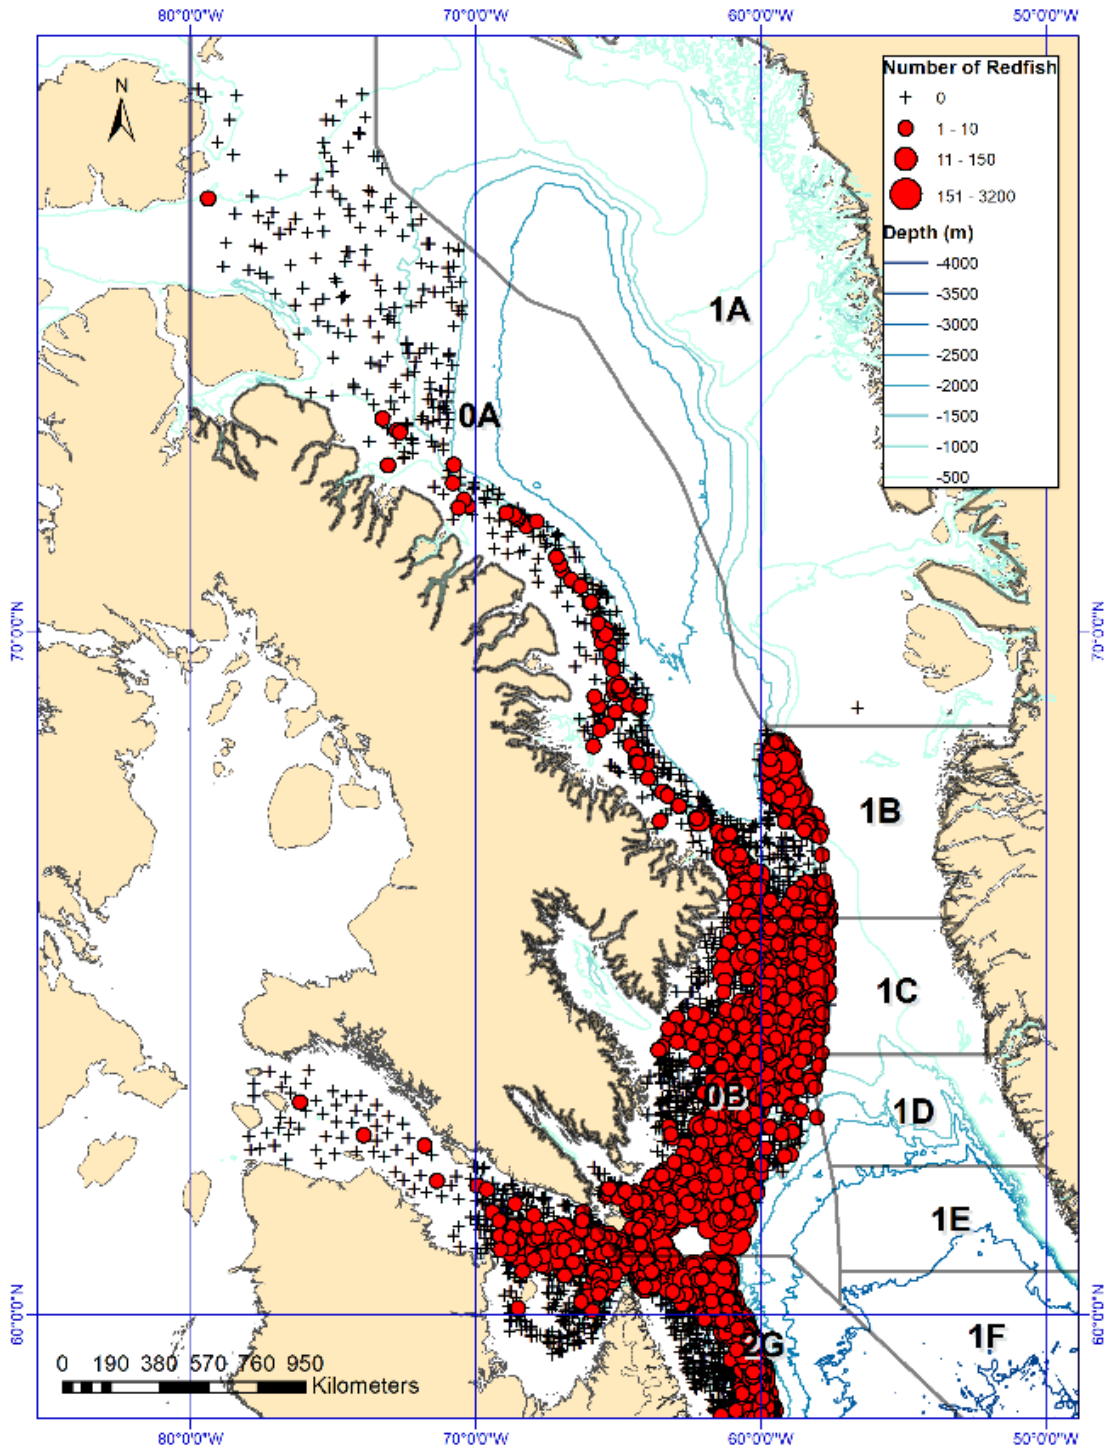 80°0'0"W 70°0'0"W 60°0'0"W 50°0'0"W
N
Number of Redfish
0
1 - 10
11 - 150
151 - 3200
Depth (m)
-4000
-3500
-3000
-2500
-2000
-1500
-1000
-500
1A
0A
70°0'0"N 70°0'0"N
1B
1C
0B
1D
1E
60°0'0"N 60°0'0"N
1F
2G
0 190 380 570 760 950
Kilometers
80°0'0"W 70°0'0"W 60°0'0"W 50°0'0"W